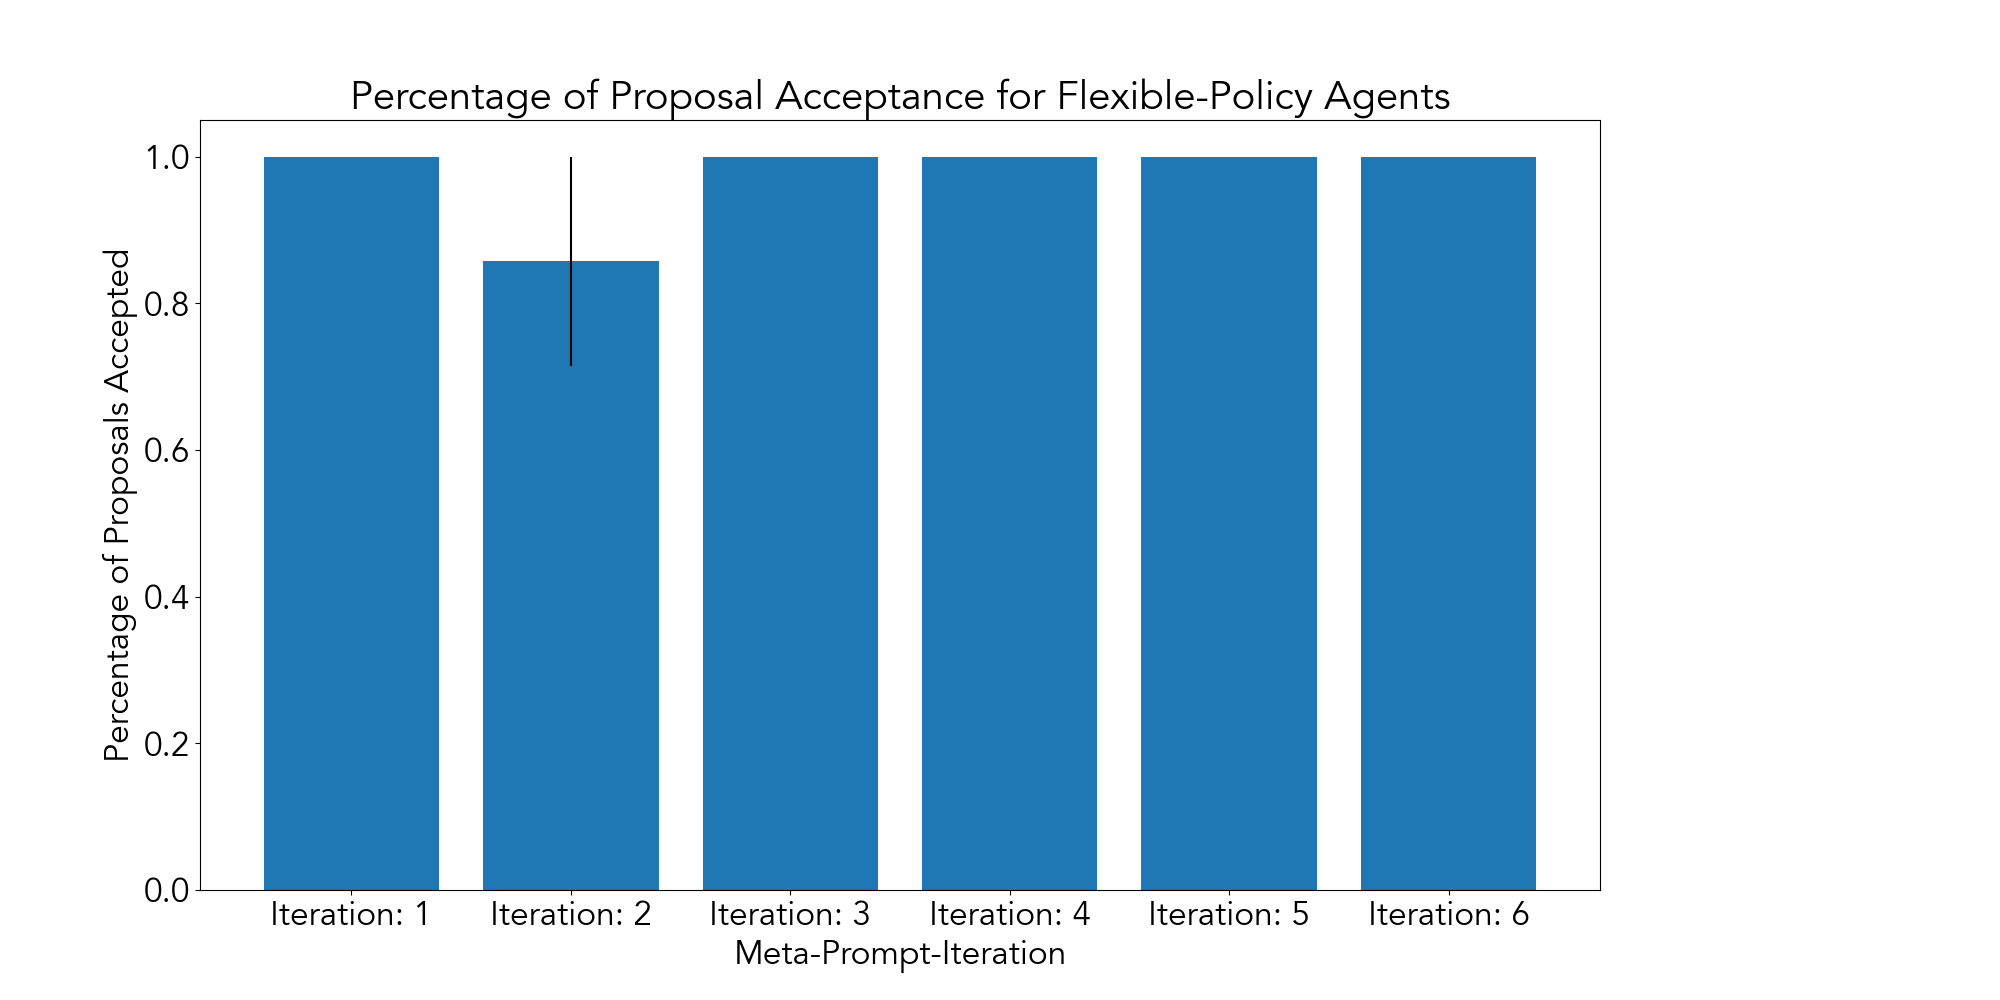 Percentage of Proposal Acceptance for Flexible-Policy Agents
Percentage of Proposals Accepted
1.0
0.8
0.6
0.4
0.2
0.0
Iteration: 1
Iteration: 2
Iteration: 3
Iteration: 4
Iteration: 5
Iteration: 6
Meta-Prompt-Iteration